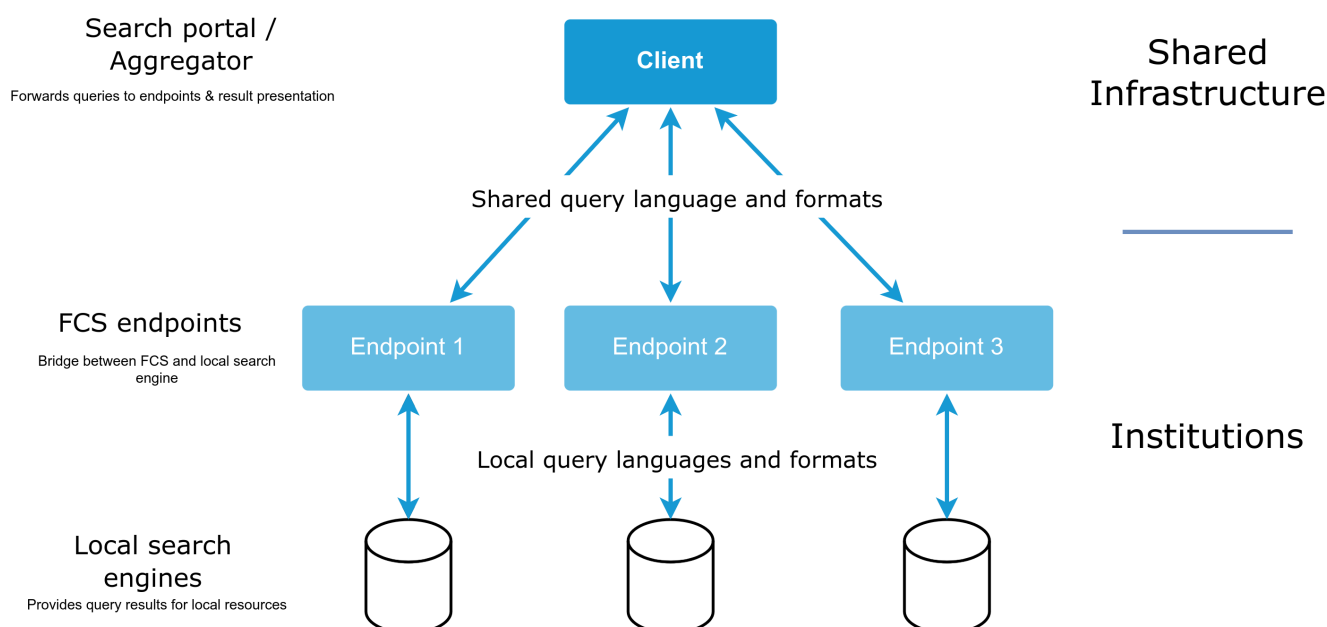 Search portal /
Aggregator
Forwards queries to endpoints & result presentation
Client
Shared
Infrastructure
Shared query language and formats
FCS endpoints
Bridge between FCS and local search
engine
Endpoint 1
Endpoint 2
Endpoint 3
Institutions
Local query languages and formats
Local search
engines
Provides query results for local resources